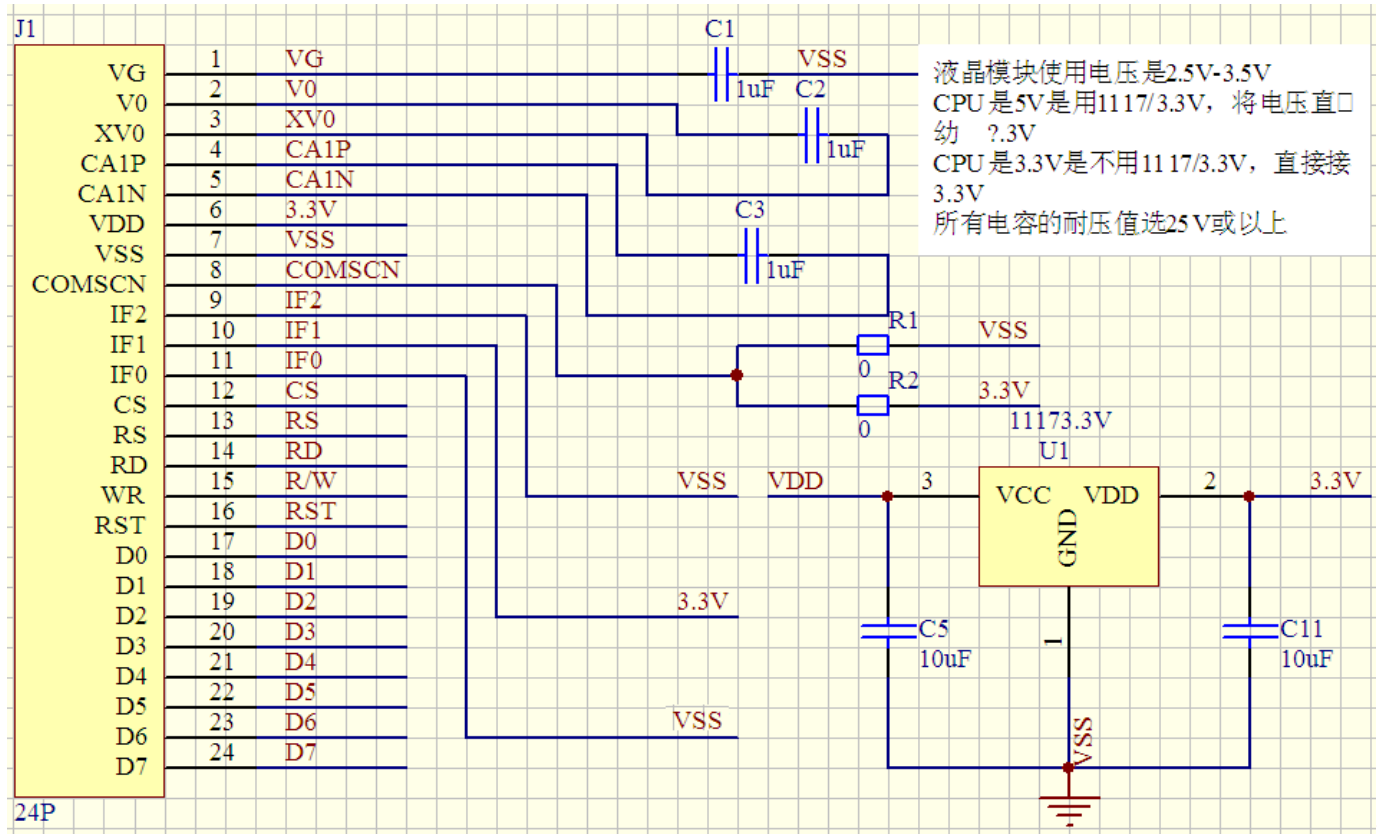 J1
VG 1 VG
V0 2 V0
XV0 3 XV0
CA1P 4 CA1P
CA1N 5 CA1N
VDD 6 3.3V
VSS 7 VSS
COMSCN 8 COMSCN
IF2 9 IF2
IF1 10 IF1
IF0 11 IF0
CS 12 CS
RS 13 RS
RD 14 RD
WR 15 R/W
RST 16 RST
D0 17 D0
D1 18 D1
D2 19 D2
D3 20 D3
D4 21 D4
D5 22 D5
D6 23 D6
D7 24 D7
24P
C1
1uF
VSS
C2
1uF
C3
1uF
液晶模块使用电压是2.5V-3.5V
CPU是5V是用1117/3.3V，将电压直□
幼 ?.3V
CPU是3.3V是不用1117/3.3V，直接接
3.3V
所有电容的耐压值选25V或以上
R1
0
VSS
R2
0
3.3V
11173.3V
U1
VSS
VDD
3 VCC VDD 2
GND
1
3.3V
3.3V
VSS
C5
10uF
C11
10uF
VSS